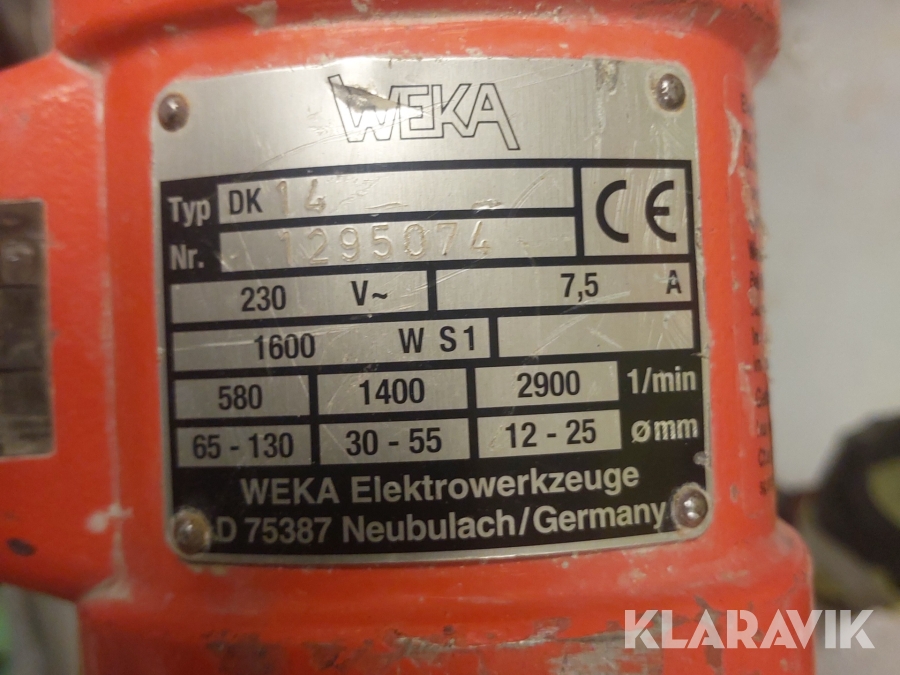 WEKA
Typ DK 14
Nr. 1295074
CE
230 V~ 7,5 A
1600 W S1
580 1400 2900 1/min
65 - 130 30 - 55 12 - 25 ømm
WEKA Elektrowerkzeuge
D 75387 Neubulach/Germany
KLARAVIK